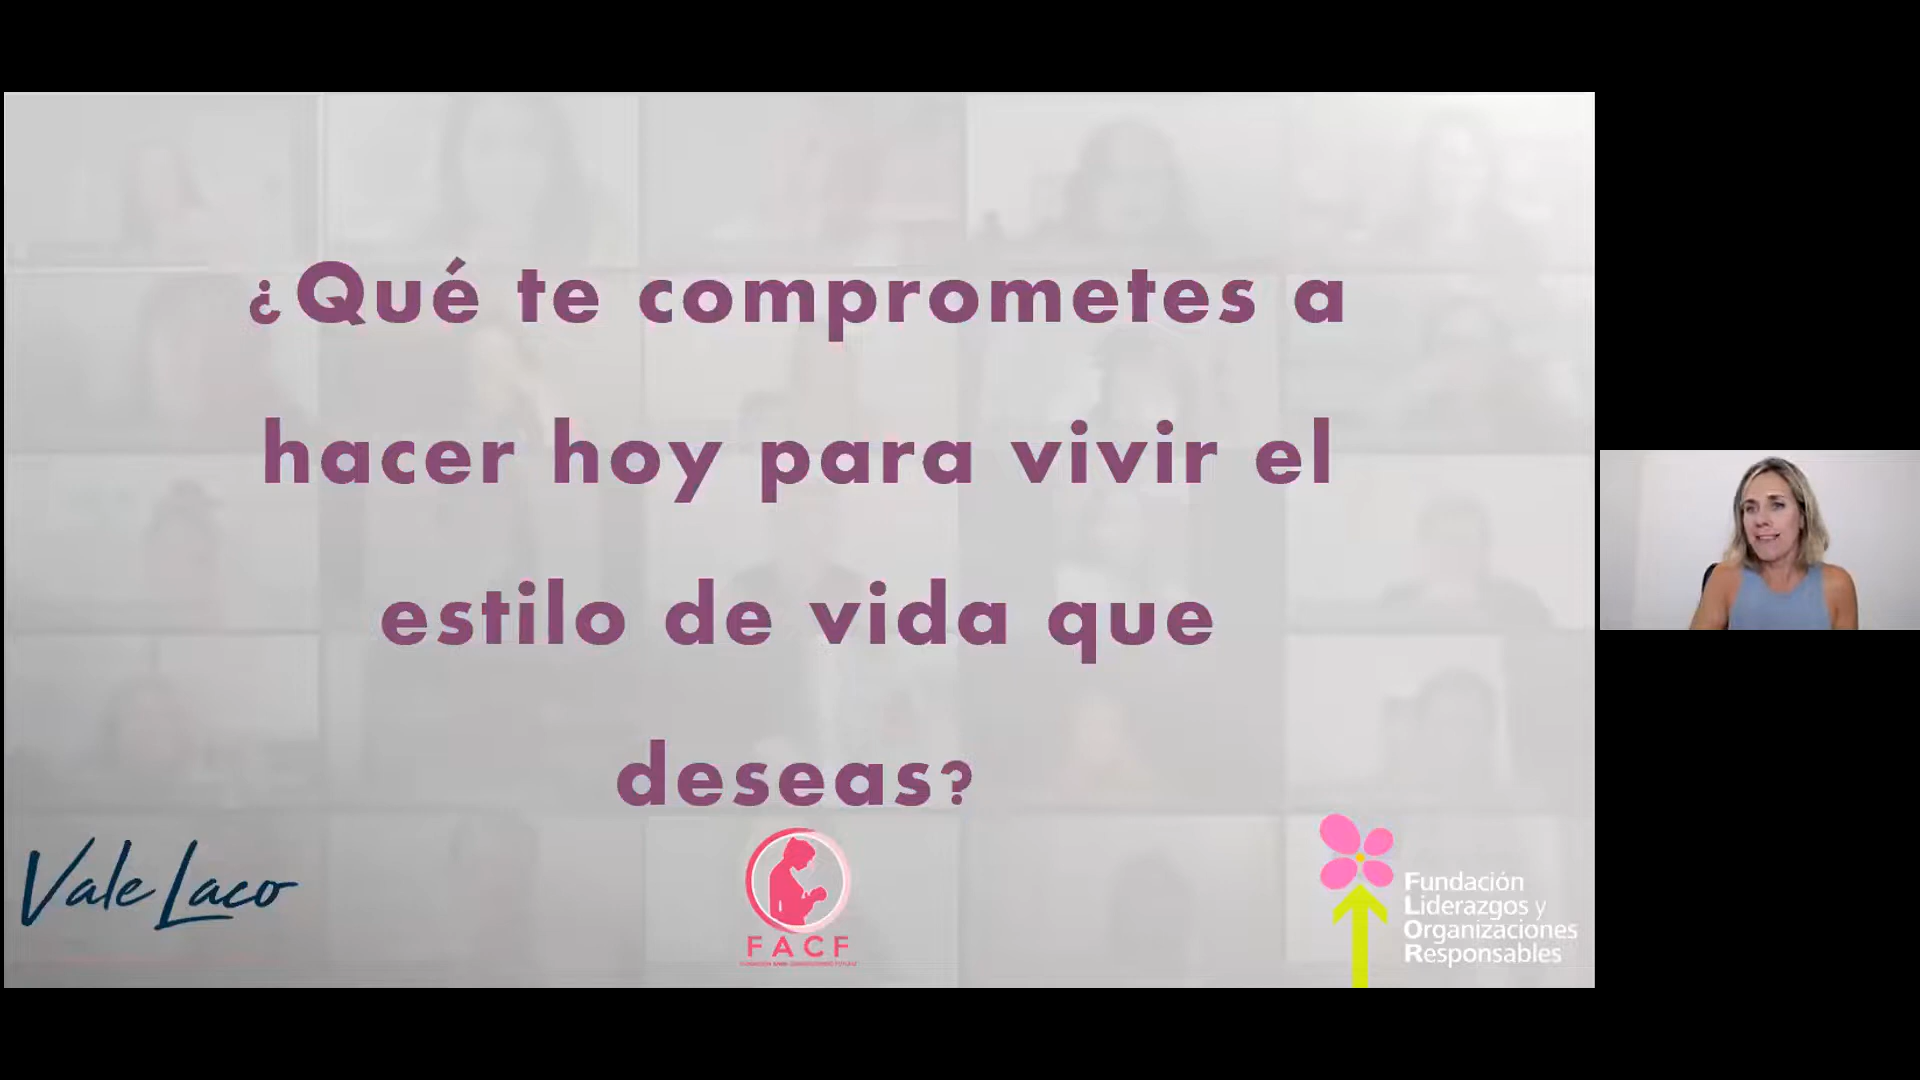 ¿Qué te comprometes a
hacer hoy para vivir el
estilo de vida que
deseas?
Vale Laco
FACF
Fundación
Liderazgos y
Organizaciones
Responsables